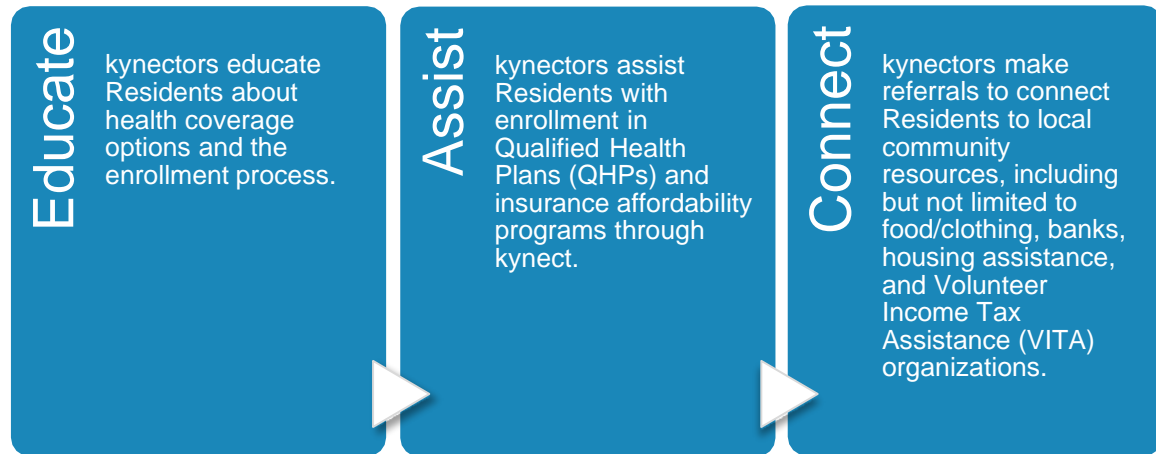 Educate
kynectors educate
Residents about
health coverage
options and the
enrollment process.
Assist
kynectors assist
Residents with
enrollment in
Qualified Health
Plans (QHPs) and
insurance affordability
programs through
kynect.
Connect
kynectors make
referrals to connect
Residents to local
community
resources, including
but not limited to
food/clothing, banks,
housing assistance,
and Volunteer
Income Tax
Assistance (VITA)
organizations.